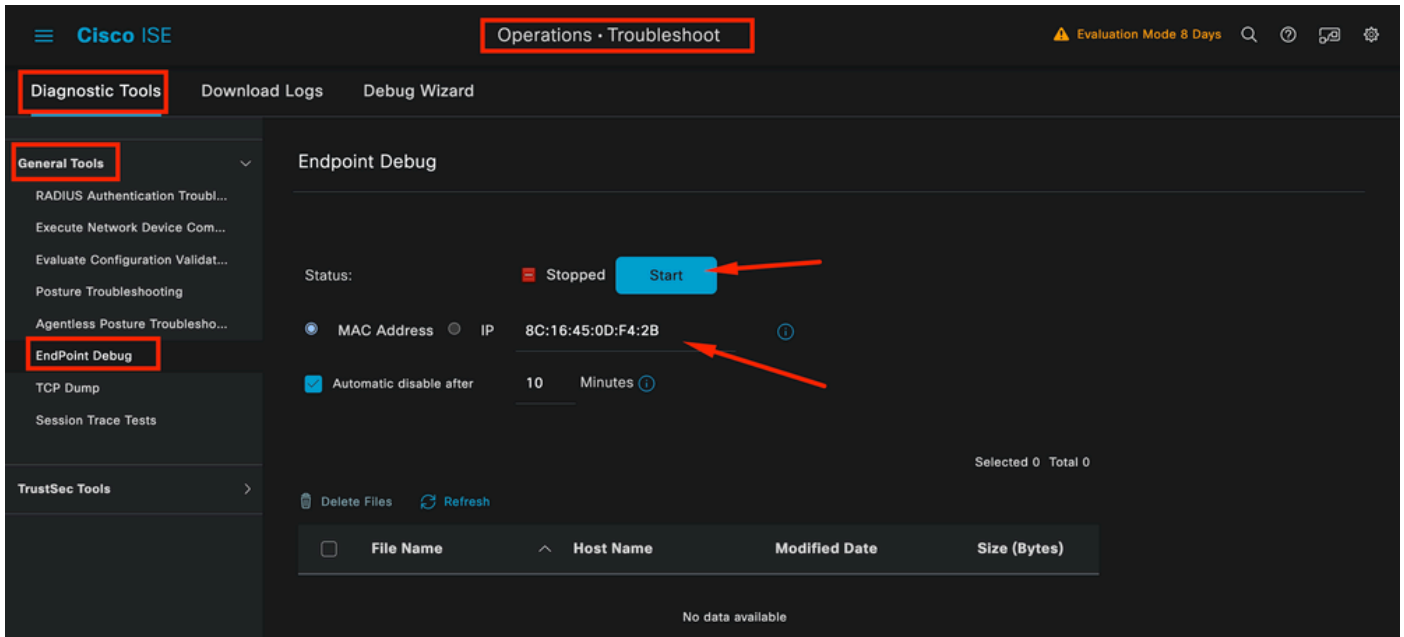 Cisco ISE
Operations · Troubleshoot
Evaluation Mode 8 Days
Diagnostic Tools Download Logs Debug Wizard
General Tools
RADIUS Authentication Troubl...
Execute Network Device Com...
Evaluate Configuration Validat...
Posture Troubleshooting
Agentless Posture Troublesho...
EndPoint Debug
TCP Dump
Session Trace Tests
TrustSec Tools
Endpoint Debug
Status: Stopped Start
MAC Address IP 8C:16:45:0D:F4:2B
Automatic disable after 10 Minutes
Selected 0 Total 0
Delete Files Refresh
File Name Host Name Modified Date Size (Bytes)
No data available